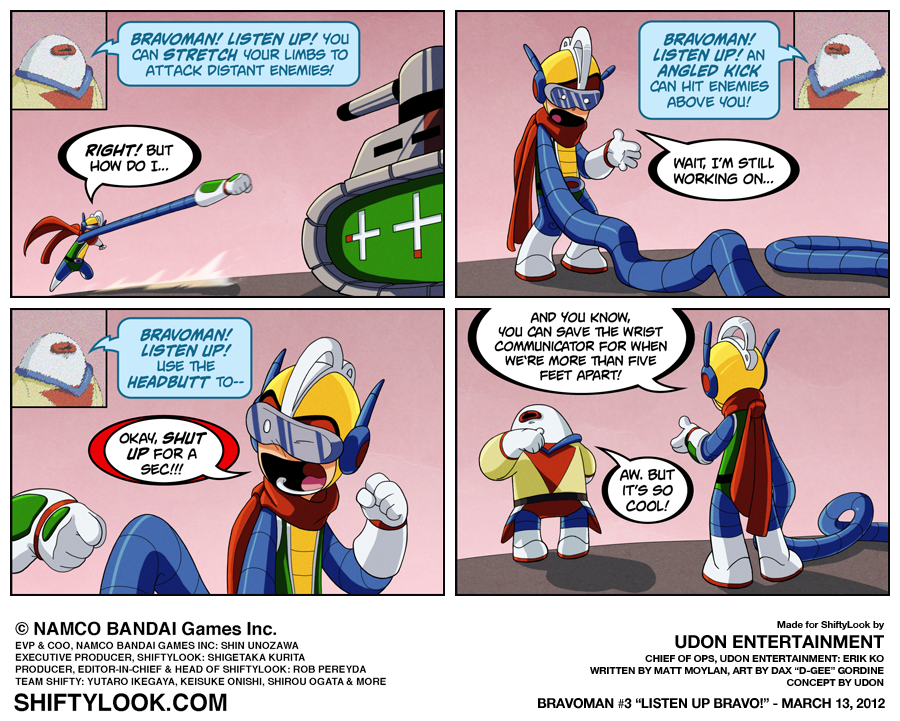 BRAVOMAN! LISTEN UP! YOU
CAN STRETCH YOUR LIMBS TO
ATTACK DISTANT ENEMIES!
RIGHT! BUT
HOW DO I...
BRAVOMAN!
LISTEN UP! AN
ANGLED KICK
CAN HIT ENEMIES
ABOVE YOU!
WAIT, I'M STILL
WORKING ON...
BRAVOMAN!
LISTEN UP!
USE THE
HEADBUTT TO--
OKAY, SHUT
UP FOR A
SEC!!!
AND YOU KNOW,
YOU CAN SAVE THE WRIST
COMMUNICATOR FOR WHEN
WE'RE MORE THAN FIVE
FEET APART!
AW. BUT
IT'S SO
COOL!
© NAMCO BANDAI Games Inc.
EVP & COO, NAMCO BANDAI GAMES INC: SHIN UNOZAWA
EXECUTIVE PRODUCER, SHIFTYLOOK: SHIGETAKA KURITA
PRODUCER, EDITOR-IN-CHIEF & HEAD OF SHIFTYLOOK: ROB PEREYDA
TEAM SHIFTY: YUTARO IKEGAYA, KEISUKE ONISHI, SHIROU OGATA & MORE
SHIFTYLOOK.COM
Made for ShiftyLook by
UDON ENTERTAINMENT
CHIEF OF OPS, UDON ENTERTAINMENT: ERIK KO
WRITTEN BY MATT MOYLAN, ART BY DAX "D-GEE" GORDINE
CONCEPT BY UDON
BRAVOMAN #3 "LISTEN UP BRAVO!" - MARCH 13, 2012